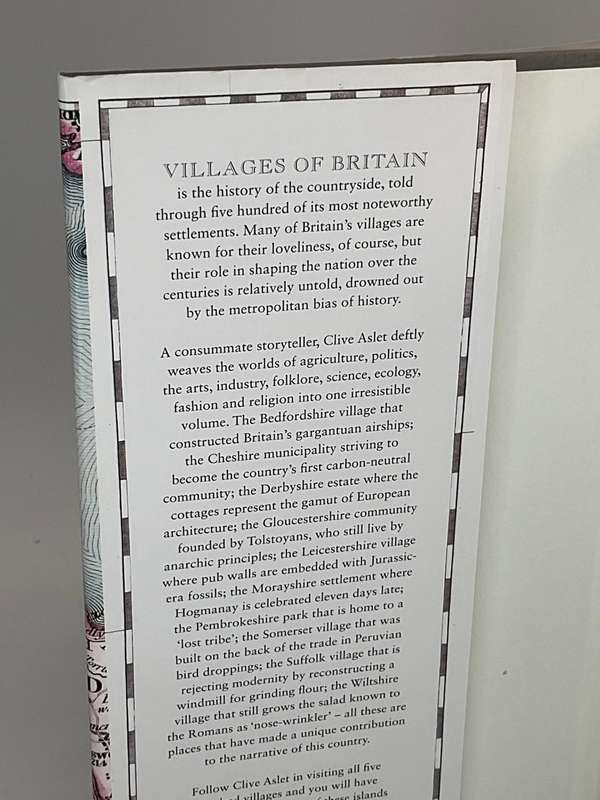 VILLAGES OF BRITAIN
is the history of the countryside, told
through five hundred of its most noteworthy
settlements. Many of Britain's villages are
known for their loveliness, of course, but
their role in shaping the nation over the
centuries is relatively untold, drowned out
by the metropolitan bias of history.
A consummate storyteller, Clive Aslet deftly
weaves the worlds of agriculture, politics,
the arts, industry, folklore, science, ecology,
fashion and religion into one irresistible
volume. The Bedfordshire village that
constructed Britain's gargantuan airships;
the Cheshire municipality striving to
become the country's first carbon-neutral
community; the Derbyshire estate where the
cottages represent the gamut of European
architecture; the Gloucestershire community
founded by Tolstoyans, who still live by
anarchic principles; the Leicestershire village
where pub walls are embedded with Jurassic-
era fossils; the Morayshire settlement where
Hogmanay is celebrated eleven days late;
the Pembrokeshire park that is home to a
'lost tribe'; the Somerset village that was
built on the back of the trade in Peruvian
bird droppings; the Suffolk village that is
rejecting modernity by reconstructing a
windmill for grinding flour; the Wiltshire
village that still grows the salad known to
the Romans as 'nose-wrinkler' – all these are
places that have made a unique contribution
to the narrative of this country.
Follow Clive Aslet in visiting all five
villages and you will have
of these islands